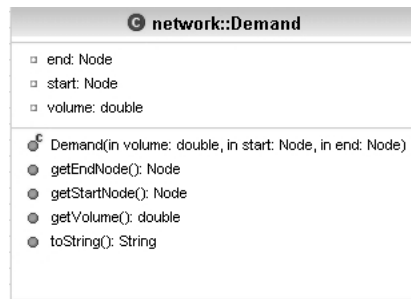 C network::Demand
end: Node
start: Node
volume: double
C Demand(in volume: double, in start: Node, in end: Node)
getEndNode(): Node
getStartNode(): Node
getVolume(): double
toString(): String